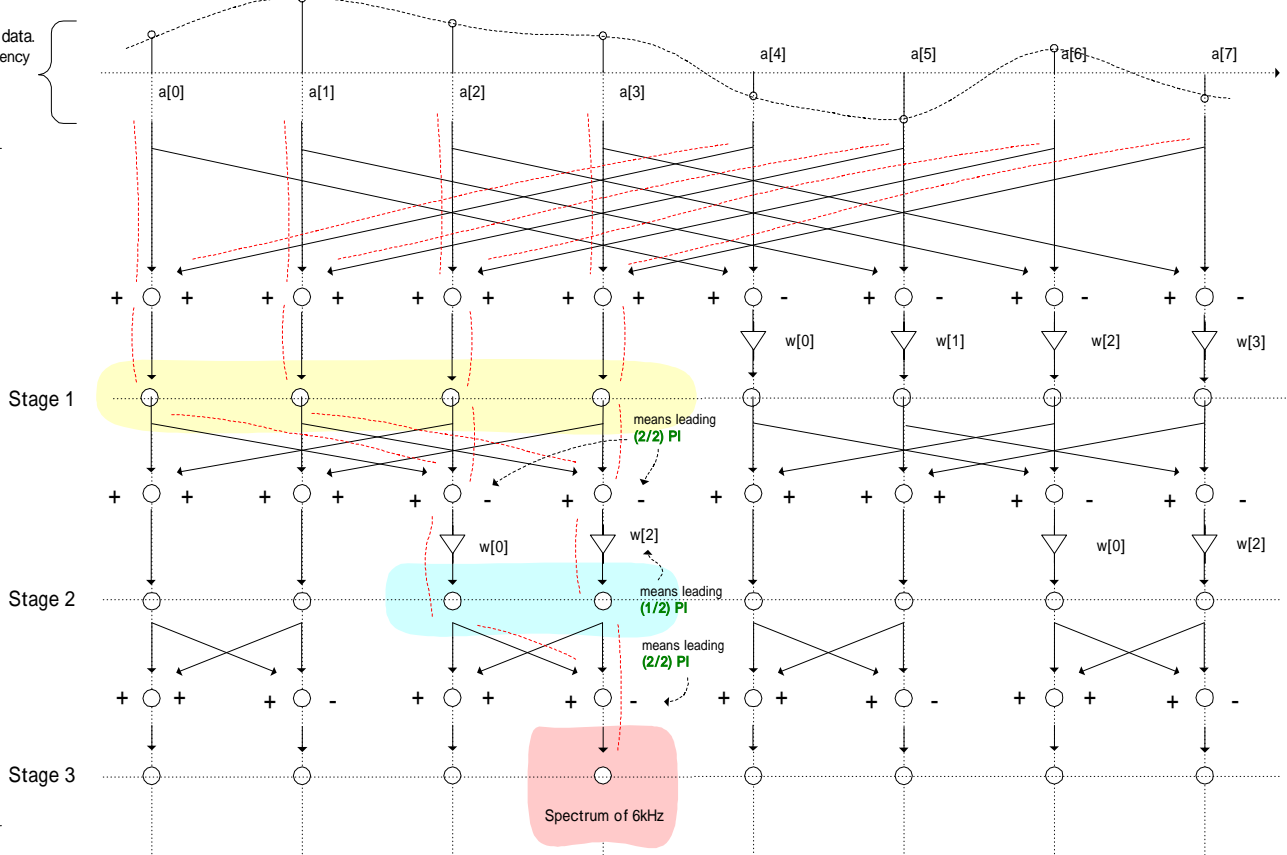 data.
ency
a[4]
a[5]
a[6]
a[7]
a[0]
a[1]
a[2]
a[3]
+ + + + + + + + + - + - + - + -
w[0]
w[1]
w[2]
w[3]
Stage 1
means leading
(2/2) PI
+ + + + + - + - + + + + + - + -
w[0]
w[2]
w[0]
w[2]
Stage 2
means leading
(1/2) PI
means leading
(2/2) PI
+ + + - + + + - + + + - + + + -
Stage 3
Spectrum of 6kHz